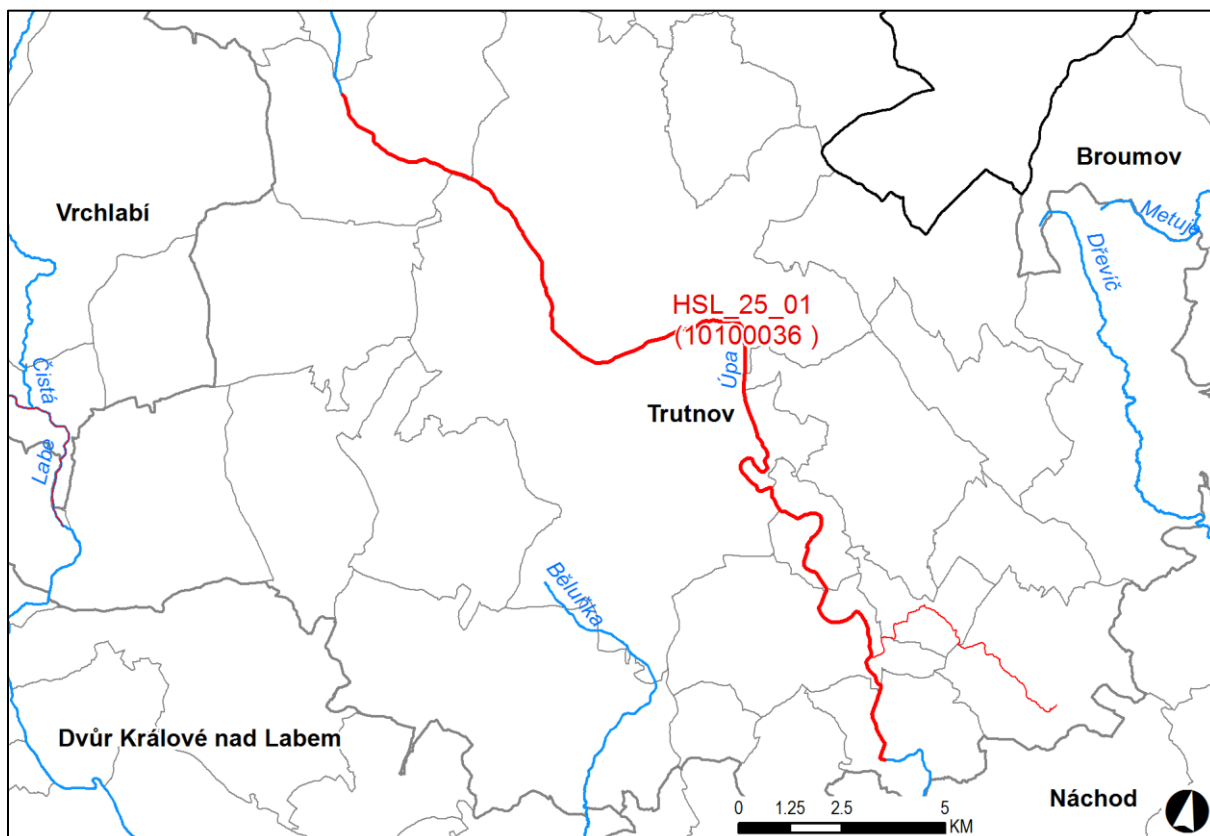 Broumov
Vrchlabí
Metuje
Dřevíč
HSL_25_01
(10100036 )
Čistá
Úpa
Trutnov
Labe
Běluňka
Dvůr Králové nad Labem
Náchod
0 1.25 2.5 5
KM